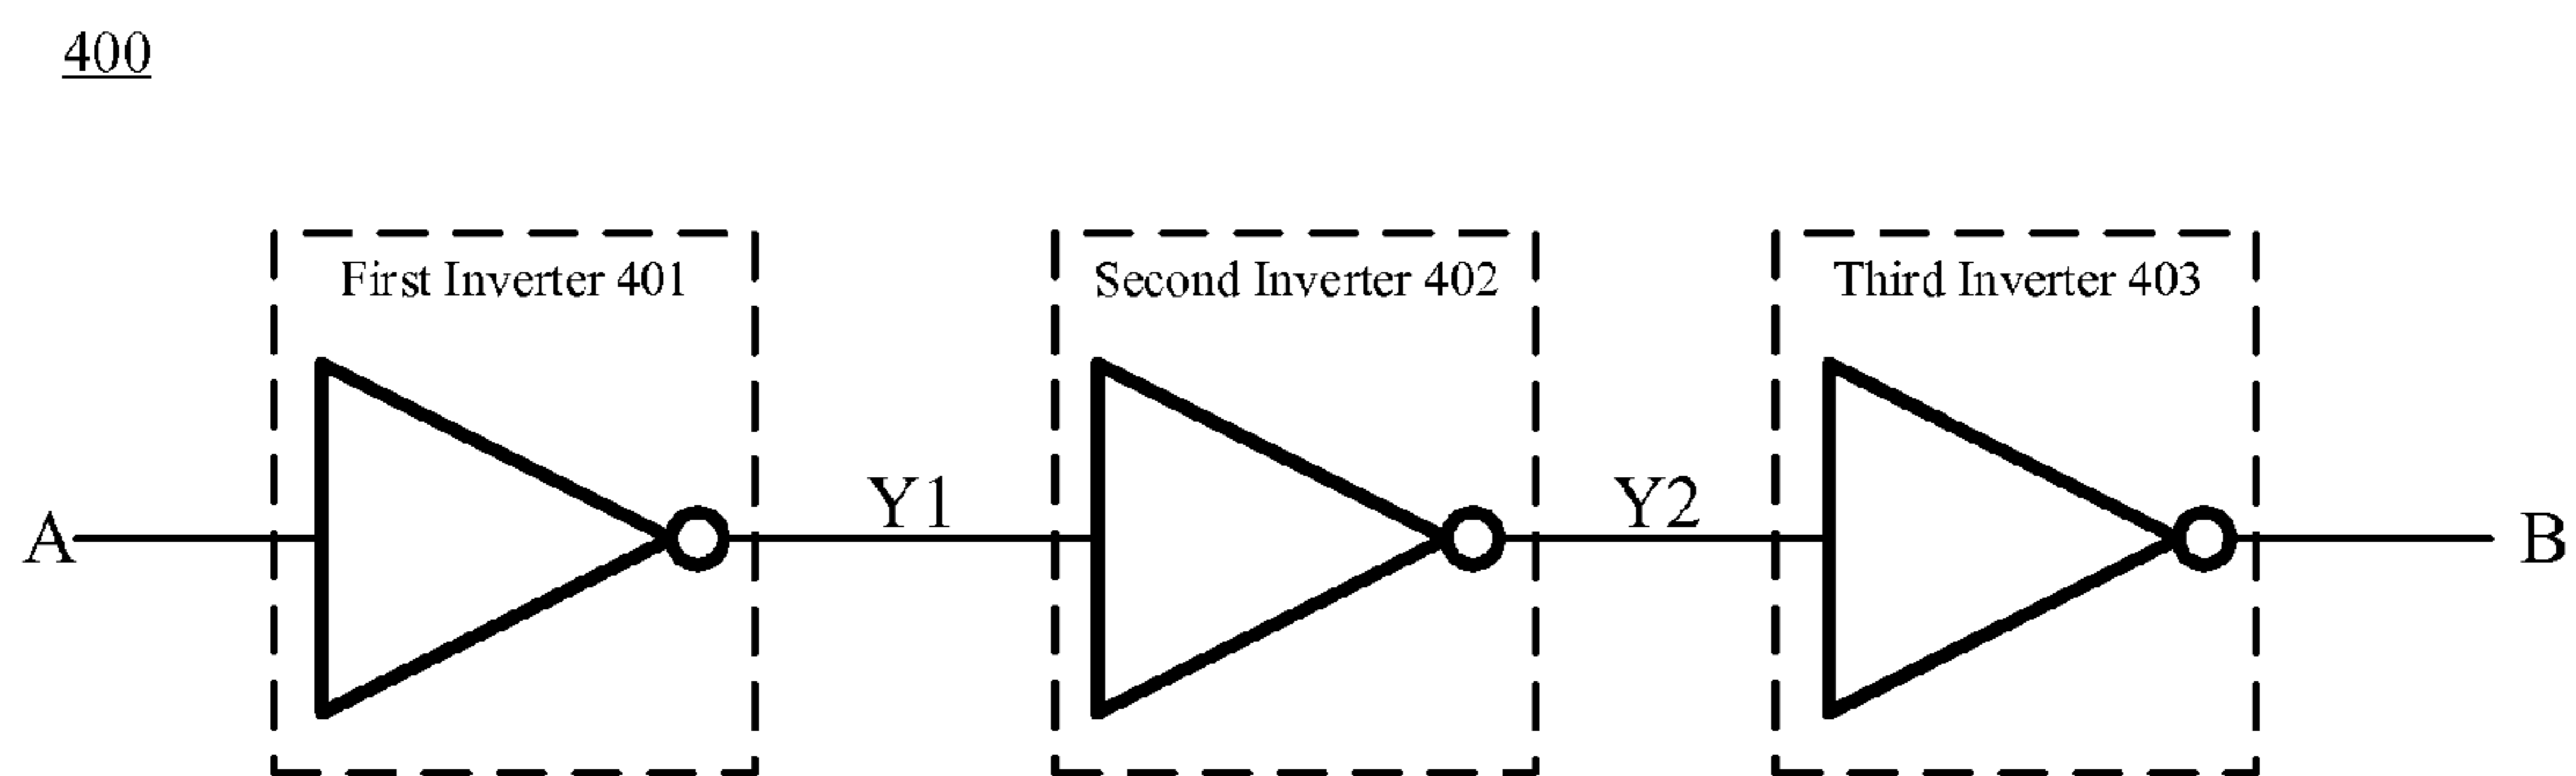 400
First Inverter 401
Second Inverter 402
Third Inverter 403
A
Y1
Y2
B